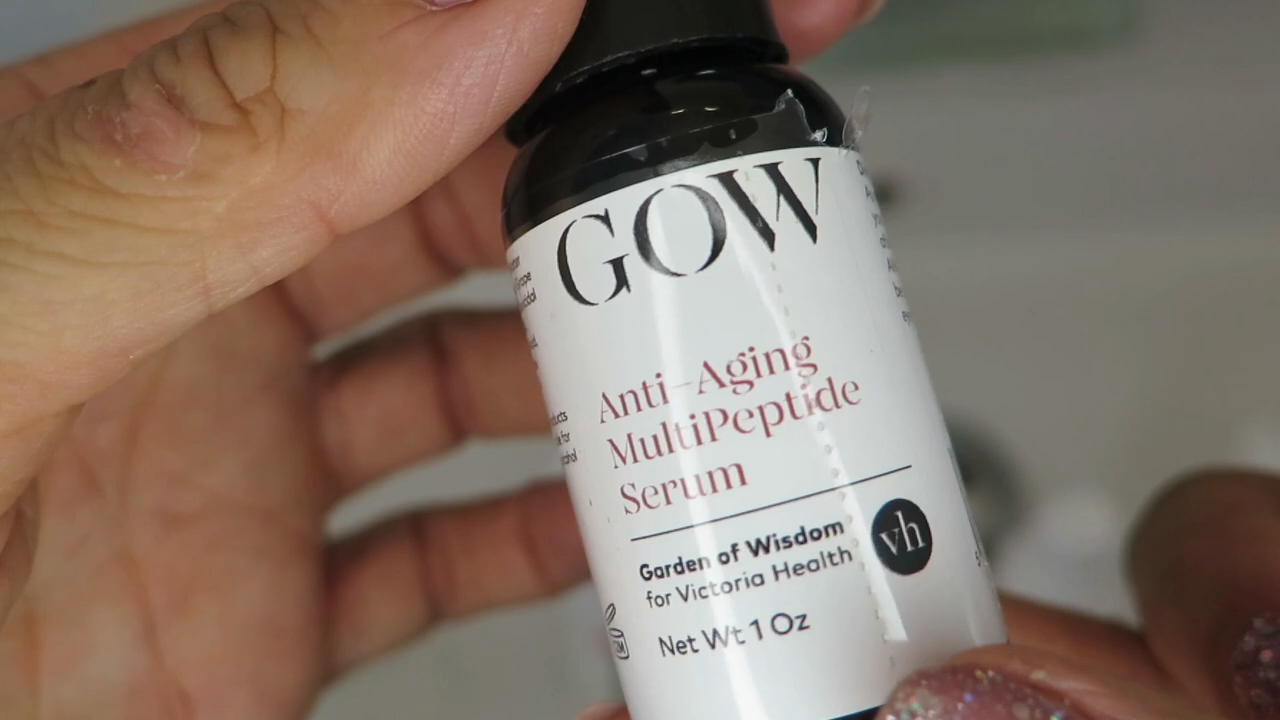 GOW
Anti-Aging
MultiPeptide
Serum
Garden of Wisdom
for Victoria Health
vh
Net Wt 1 Oz